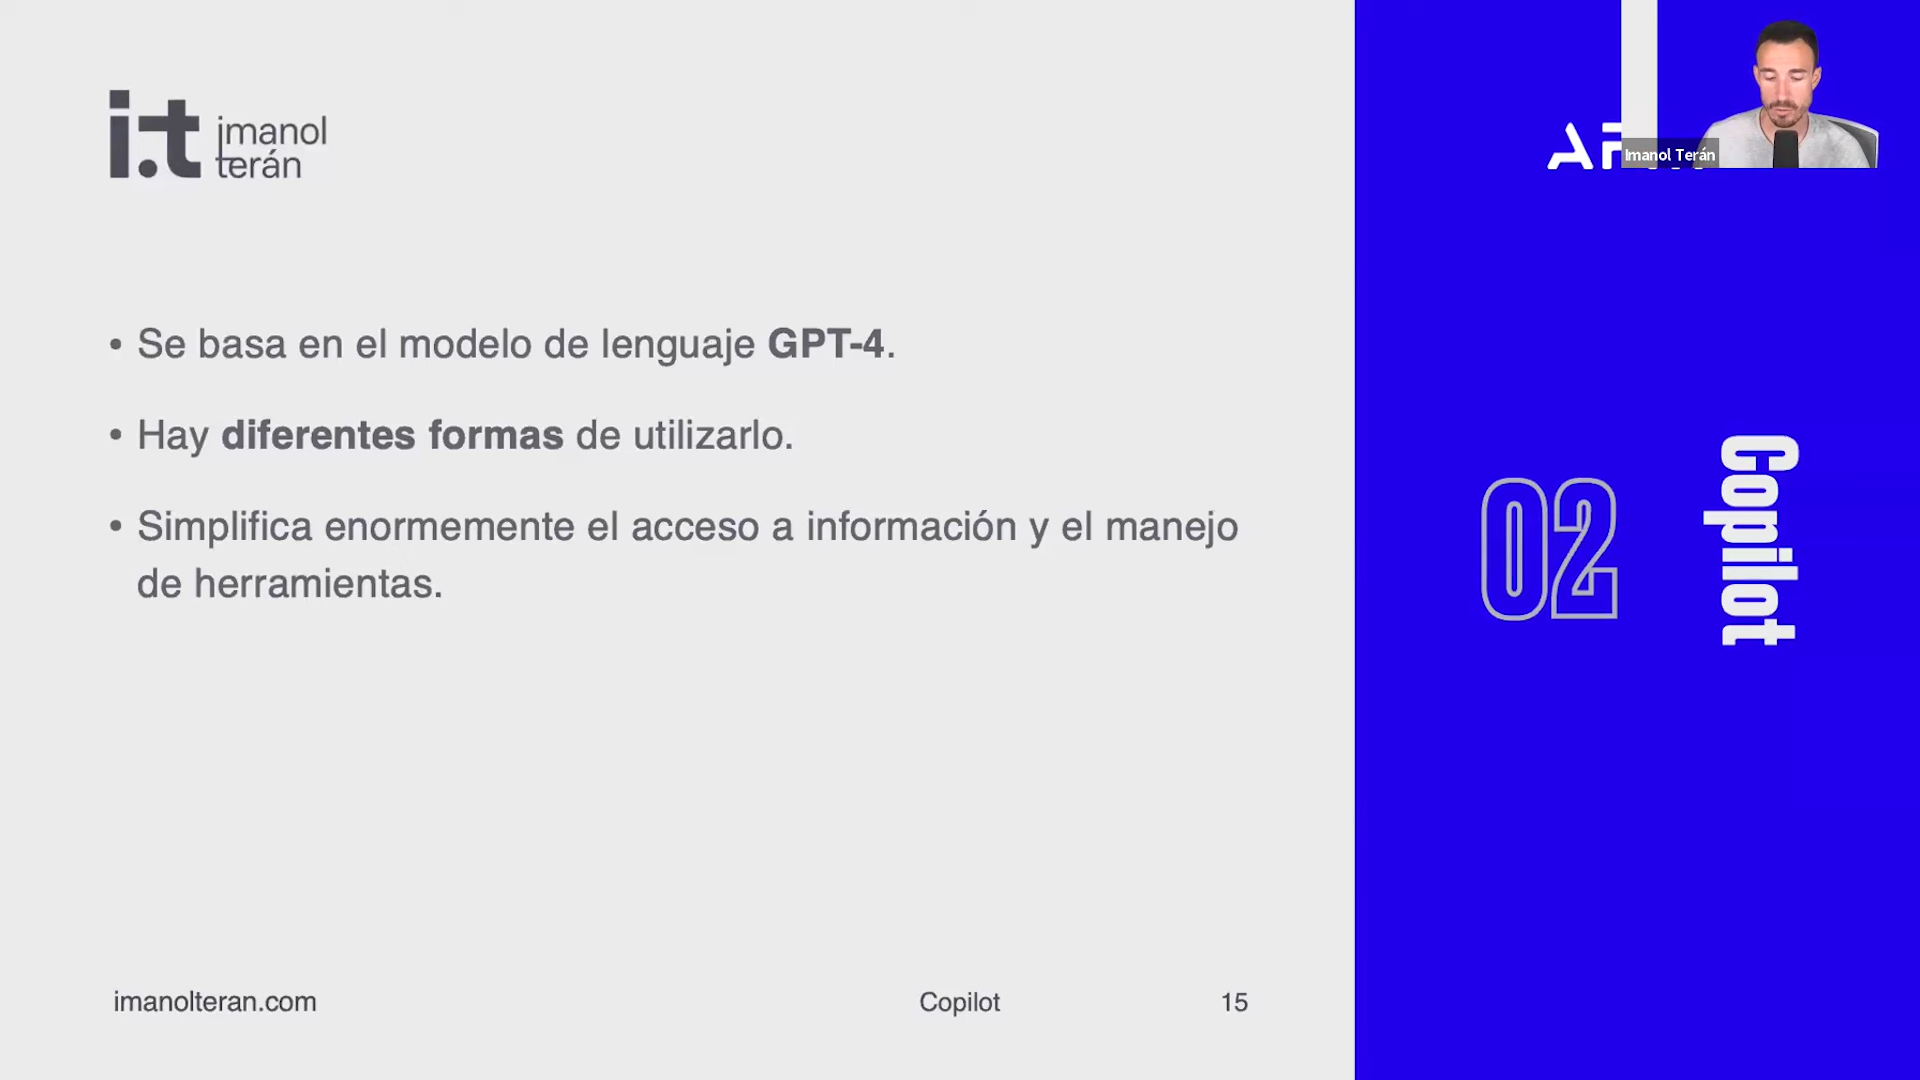 i.t imanol
terán
Imanol Terán
• Se basa en el modelo de lenguaje GPT-4.
• Hay diferentes formas de utilizarlo.
• Simplifica enormemente el acceso a información y el manejo
de herramientas.
02
Copilot
imanolteran.com
Copilot
15